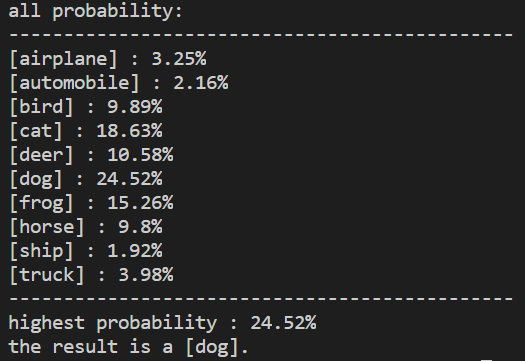 all probability:
---------------------------------------------
[airplane] : 3.25%
[automobile] : 2.16%
[bird] : 9.89%
[cat] : 18.63%
[deer] : 10.58%
[dog] : 24.52%
[frog] : 15.26%
[horse] : 9.8%
[ship] : 1.92%
[truck] : 3.98%
---------------------------------------------
highest probability : 24.52%
the result is a [dog].